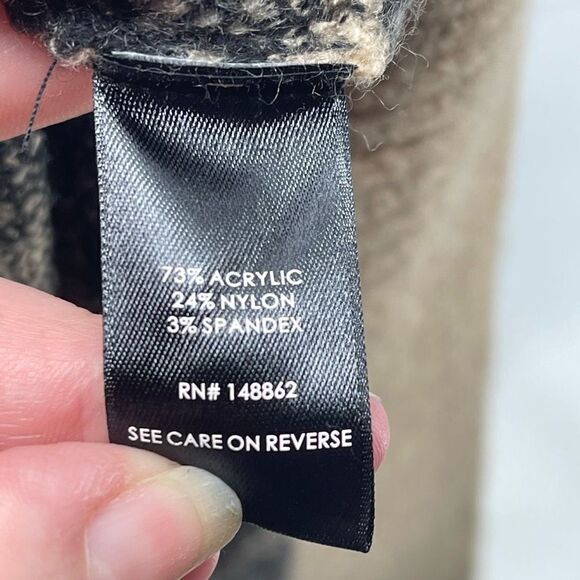 73% ACRYLIC
24% NYLON
3% SPANDEX
RN# 148862
SEE CARE ON REVERSE